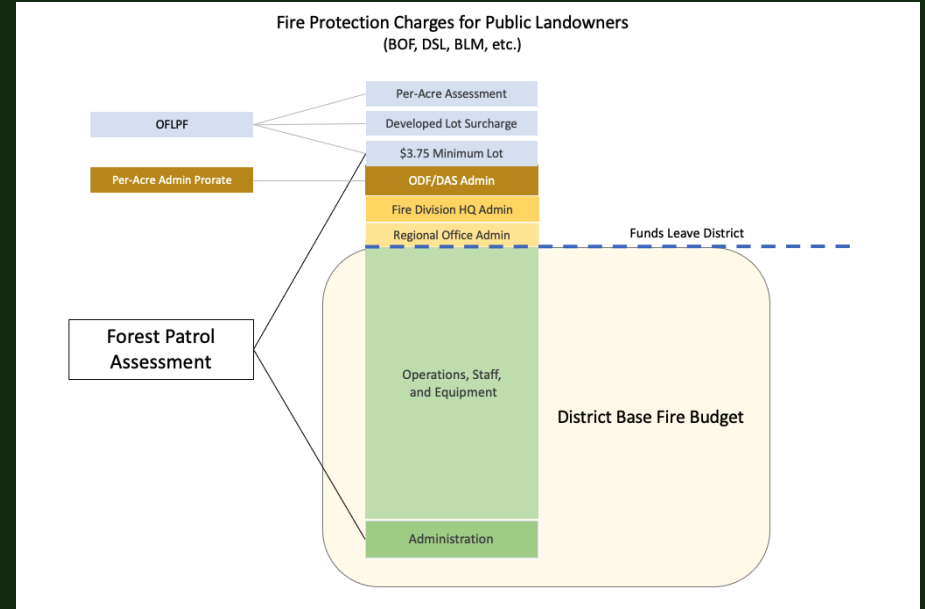 Fire Protection Charges for Public Landowners
(BOF, DSL, BLM, etc.)
Per-Acre Assessment
OFLPF
Developed Lot Surcharge
$3.75 Minimum Lot
Per-Acre Admin Prorate
ODF/DAS Admin
Fire Division HQ Admin
Regional Office Admin
Funds Leave District
Forest Patrol
Assessment
Operations, Staff,
and Equipment
District Base Fire Budget
Administration